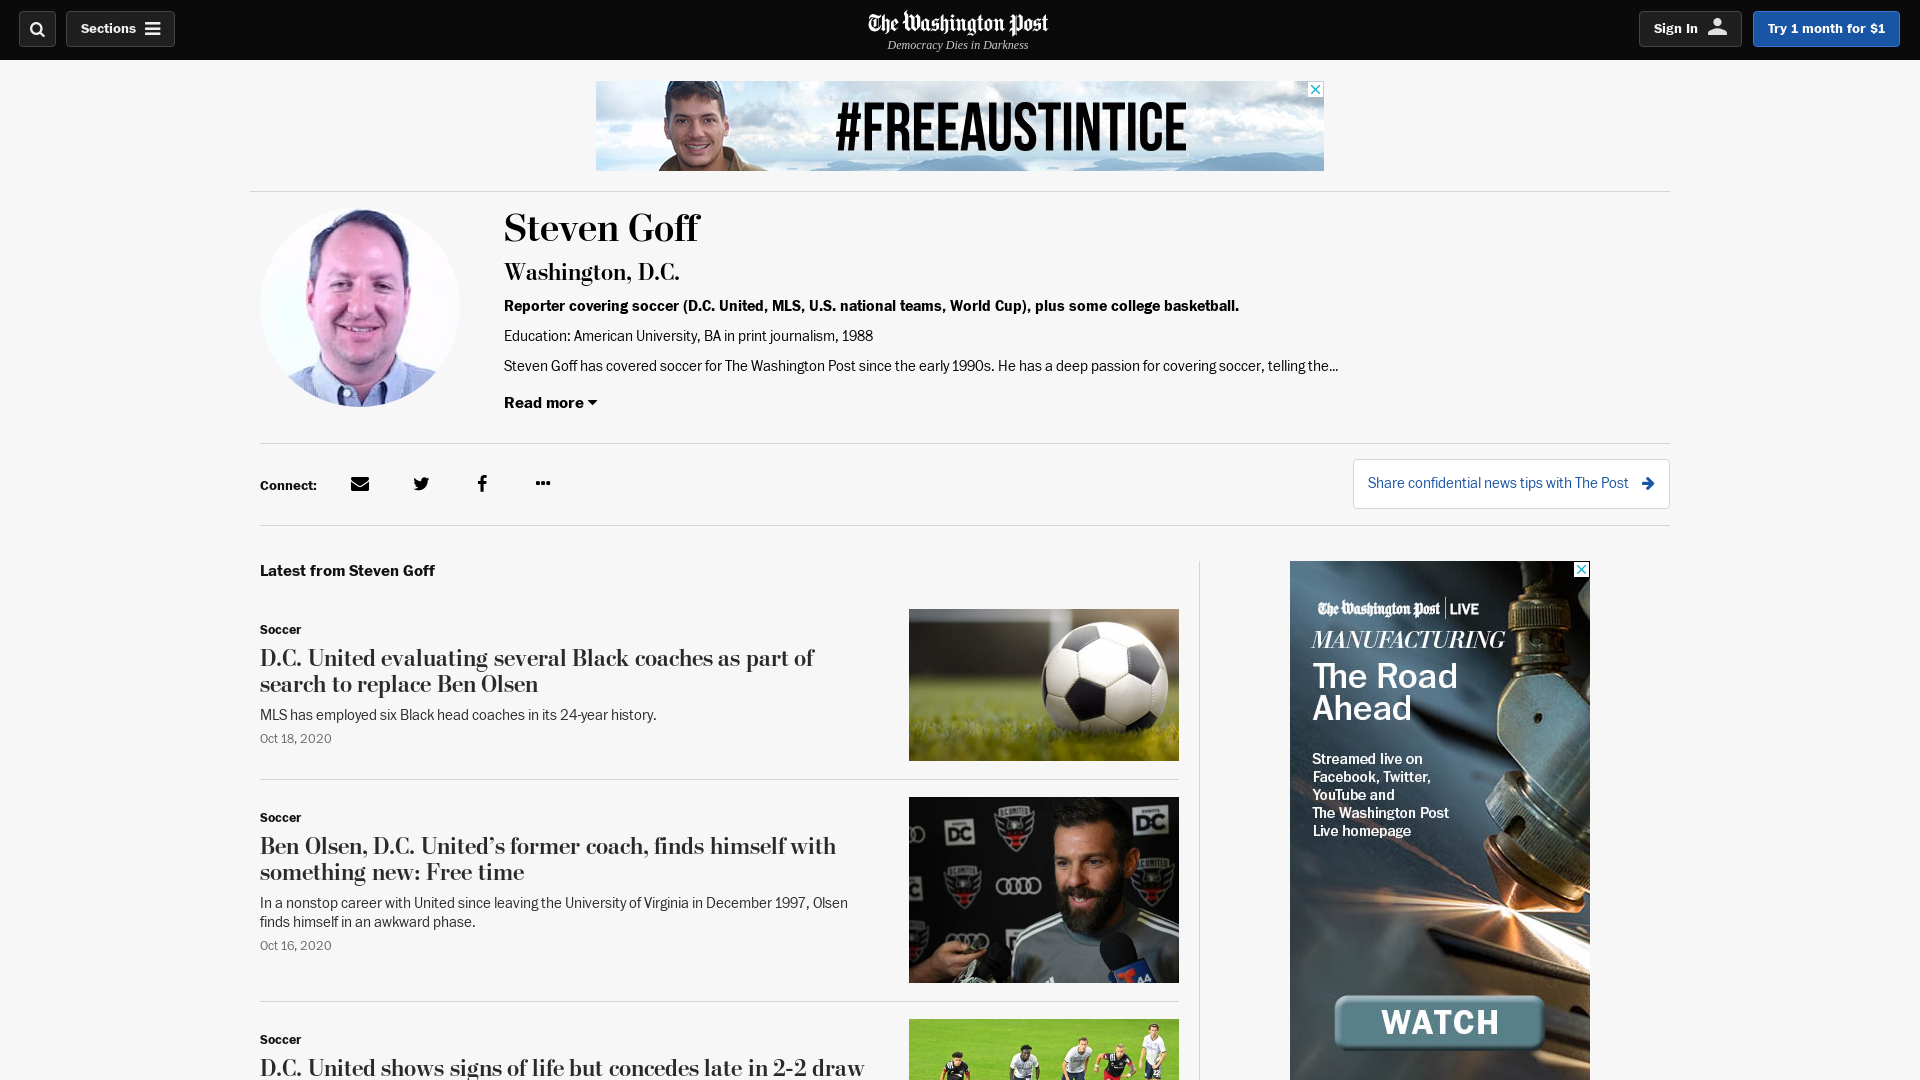 Sections
The Washington Post
Democracy Dies in Darkness
Sign In
Try 1 month for $1
#FREEAUSTINTICE
Steven Goff
Washington, D.C.
Reporter covering soccer (D.C. United, MLS, U.S. national teams, World Cup), plus some college basketball.
Education: American University, BA in print journalism, 1988
Steven Goff has covered soccer for The Washington Post since the early 1990s. He has a deep passion for covering soccer, telling the...
Read more
Connect:
Share confidential news tips with The Post
Latest from Steven Goff
Soccer
D.C. United evaluating several Black coaches as part of
search to replace Ben Olsen
MLS has employed six Black head coaches in its 24-year history.
Oct 18, 2020
Soccer
Ben Olsen, D.C. United’s former coach, finds himself with
something new: Free time
In a nonstop career with United since leaving the University of Virginia in December 1997, Olsen
finds himself in an awkward phase.
Oct 16, 2020
DC
DC
D.C.UNITED
44
Soccer
D.C. United shows signs of life but concedes late in 2-2 draw
The Washington Post LIVE
MANUFACTURING
The Road
Ahead
Streamed live on
Facebook, Twitter,
YouTube and
The Washington Post
Live homepage
WATCH